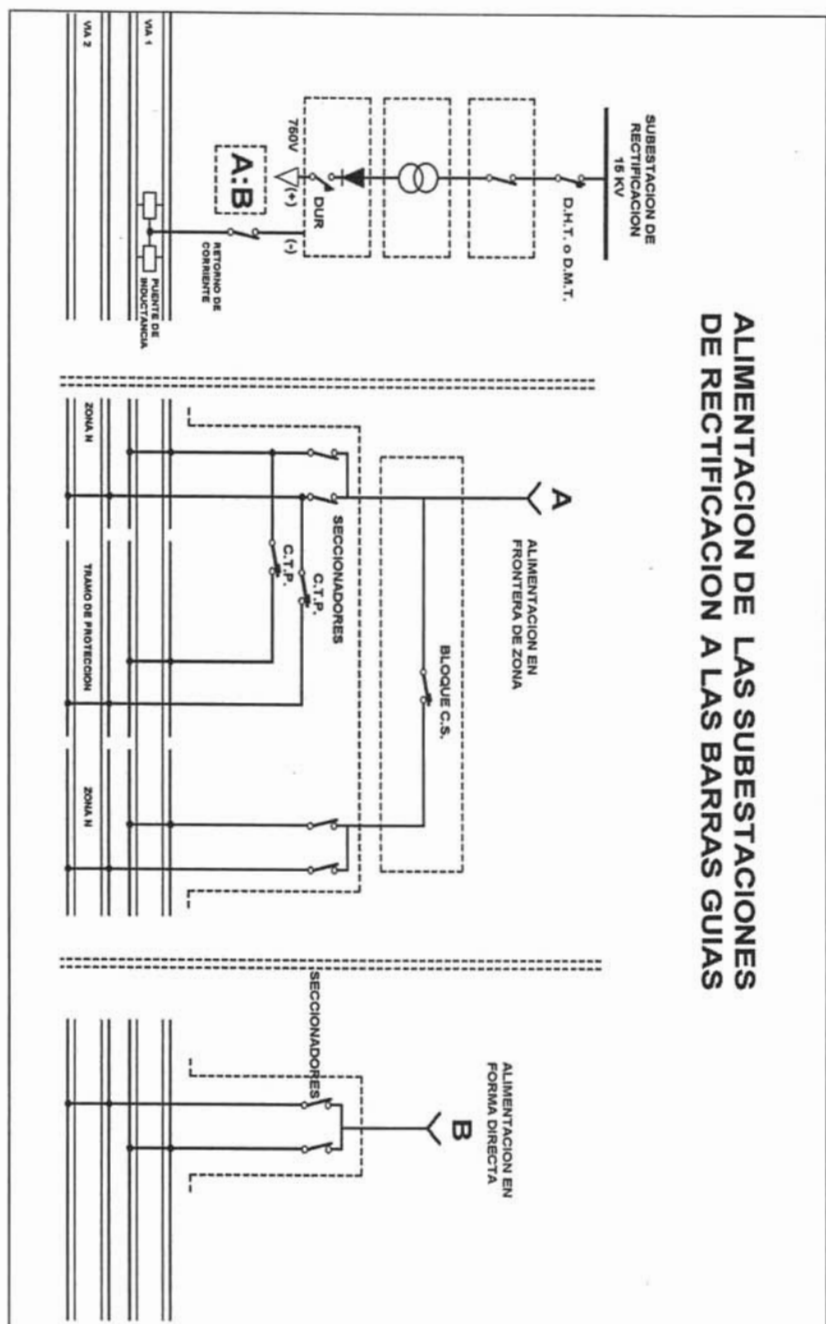 ALIMENTACION DE LAS SUBESTACIONES
DE RECTIFICACION A LAS BARRAS GUIAS
SUBESTACION DE
RECTIFICACION
15 KV
D.H.T. o D.M.T.
DUR
750V
(+)
(-)
A:B
RETORNO DE
CORRIENTE
PUENTE DE
INDUCTANCIA
VIA 1
VIA 2
A
ALIMENTACION EN
FRONTERA DE ZONA
BLOQUE C.S.
SECCIONADORES
C.T.P.
C.T.P.
ZONA N
TRAMO DE PROTECCION
ZONA N
B
ALIMENTACION EN
FORMA DIRECTA
SECCIONADORES